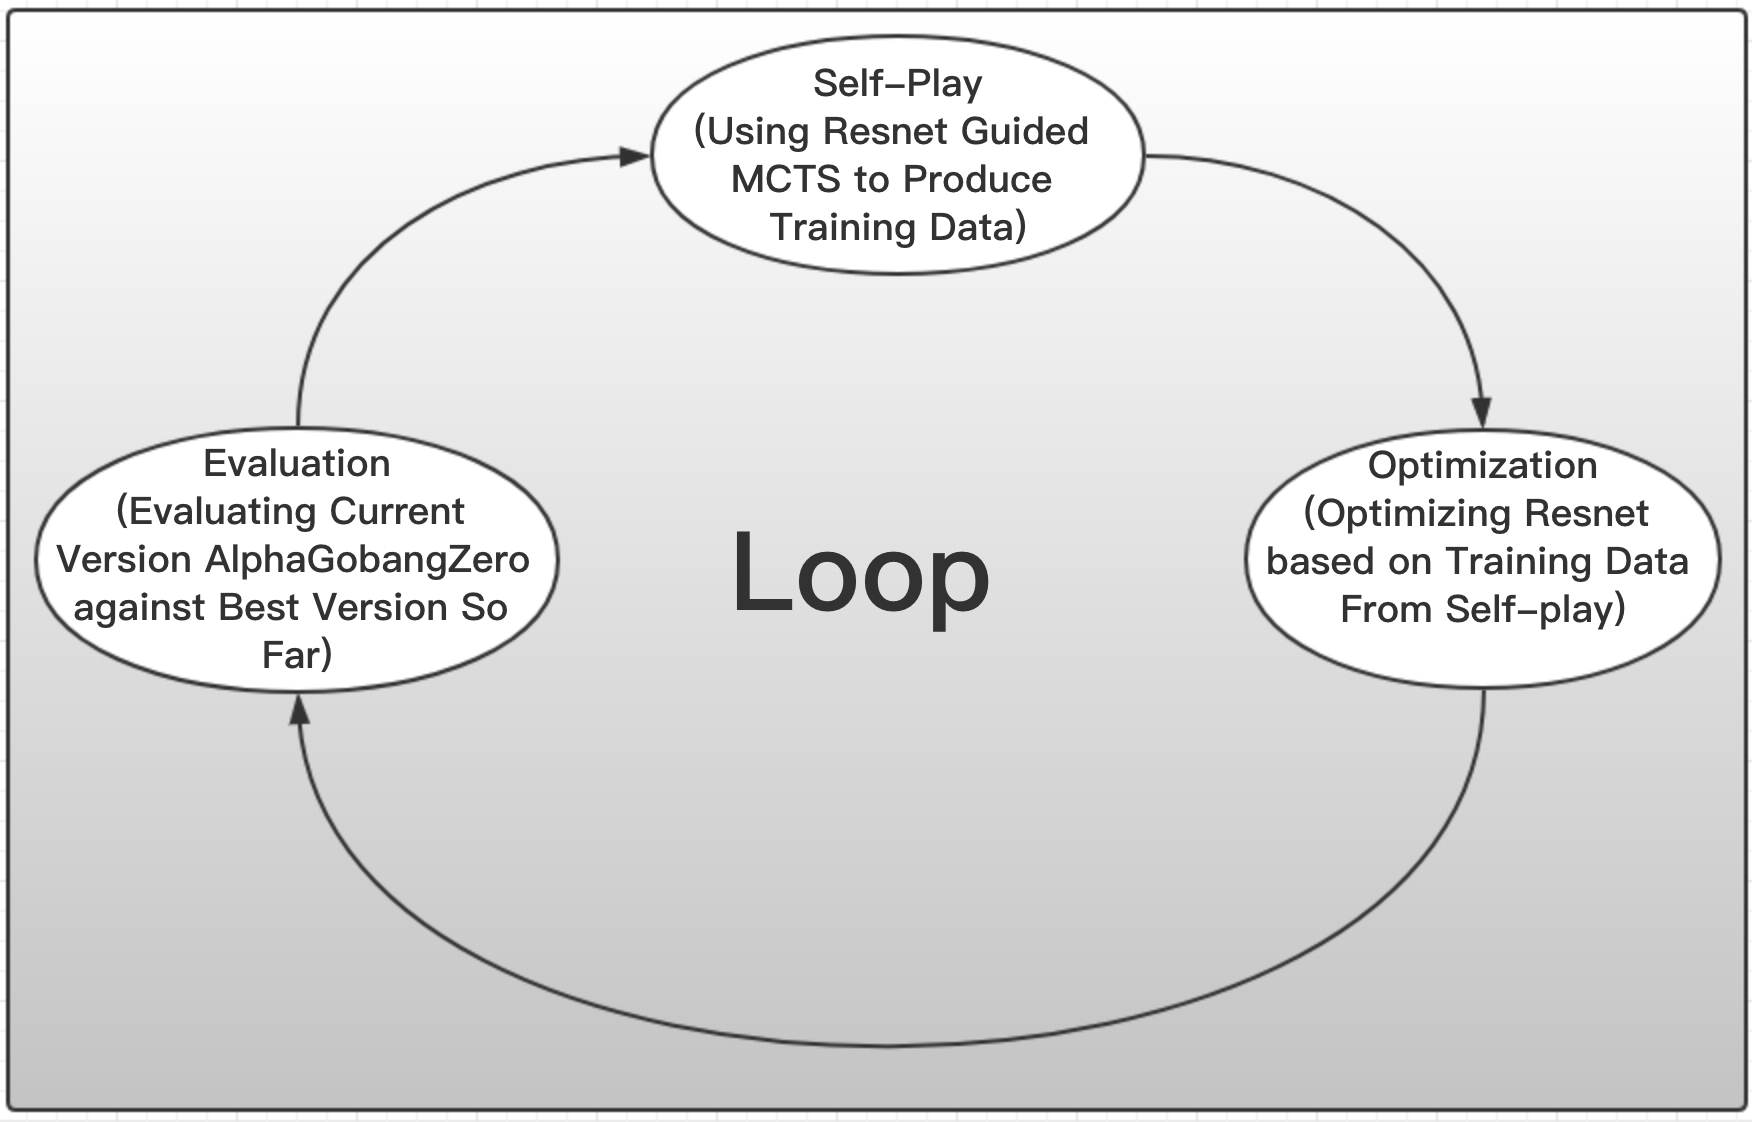 Self–Play
(Using Resnet Guided
MCTS to Produce
Training Data)
Evaluation
(Evaluating Current
Version AlphaGobangZero
against Best Version So
Far)
Loop
Optimization
(Optimizing Resnet
based on Training Data
From Self–play)